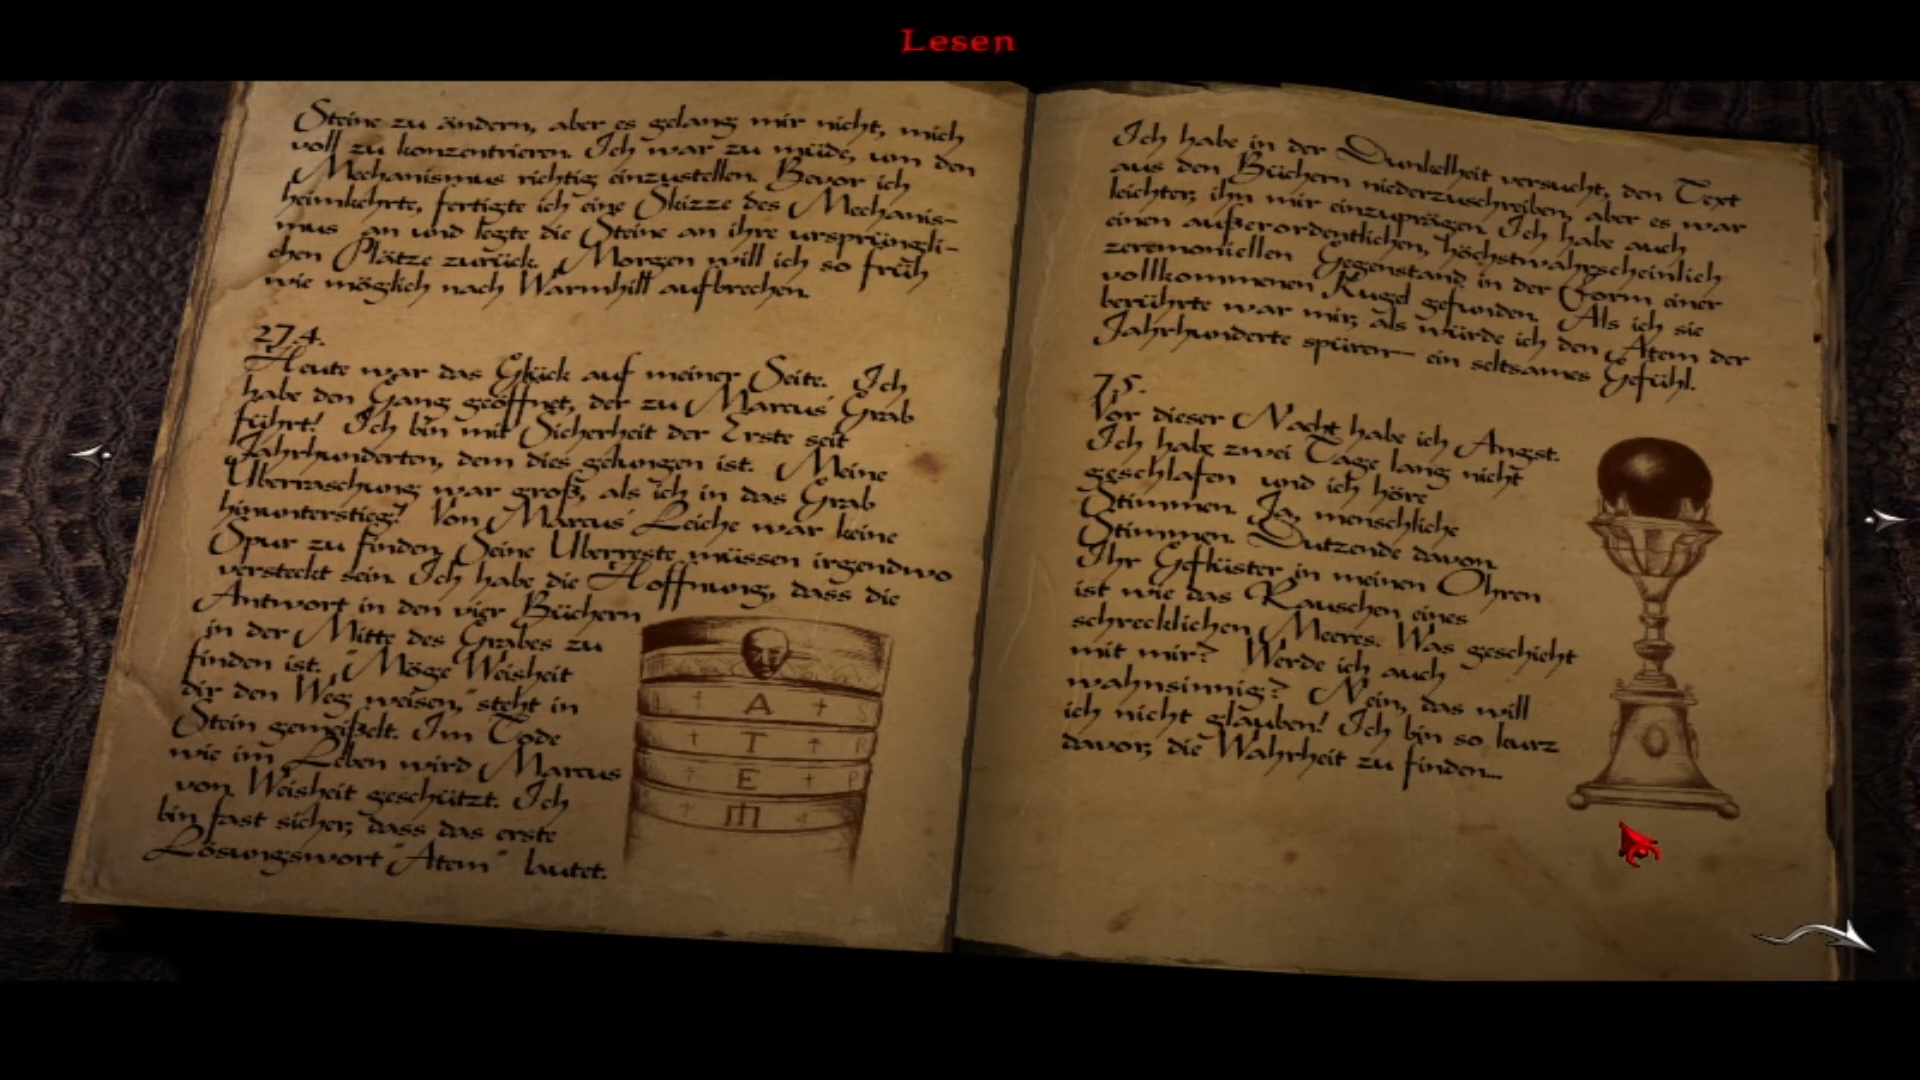 Lesen
Steine zu ändern, aber es gelang mir nicht, mich
voll zu konzentrieren. Ich war zu müde, um den
Mechanismus richtig einzustellen. Bevor ich
heimkehrte, fertigte ich eine Skizze des Mechanis-
mus an und legte die Steine an ihre ursprüngli-
chen Plätze zurück. Morgen will ich so früh
wie möglich nach Warmhill aufbrechen.
27.4.
Heute war das Glück auf meiner Seite. Ich
habe den Gang geöffnet, der zu Marcus' Grab
führt! Ich bin mit Sicherheit der Erste seit
Jahrhunderten, dem dies gelungen ist. Meine
Überraschung war groß, als ich in das Grab
hinunterstieg! Von Marcus' Leiche war keine
Spur zu finden. Seine Überreste müssen irgendwo
versteckt sein. Ich habe die Hoffnung, dass die
Antwort in den vier Büchern
in der Mitte des Grabes zu
finden ist. "Möge Weisheit
dir den Weg weisen," steht in
Stein gemeißelt. Im Tode
wie im Leben wird Marcus
von Weisheit geschützt. Ich
bin fast sicher, dass das erste
Lösungswort "Atem" lautet.
A S
T R
E P
M
Ich habe in der Dunkelheit versucht, den Text
aus den Büchern niederzuschreiben, aber es war
leichter, ihn mir einzuprägen. Ich habe auch
einen außerordentlichen, höchstwahrscheinlich
zeremoniellen Gegenstand in der Form einer
vollkommenen Kugel gefunden. Als ich sie
berührte war mir, als würde ich den Atem der
Jahrhunderte spüren – ein seltsames Gefühl.
7.5.
Vor dieser Nacht habe ich Angst.
Ich habe zwei Tage lang nicht
geschlafen und ich höre
Stimmen. Ja, menschliche
Stimmen. Dutzende davon.
Ihr Geflüster in meinen Ohren
ist wie das Rauschen eines
schrecklichen Meeres. Was geschieht
mit mir? Werde ich auch
wahnsinnig? Nein, das will
ich nicht glauben! Ich bin so kurz
davor, die Wahrheit zu finden...